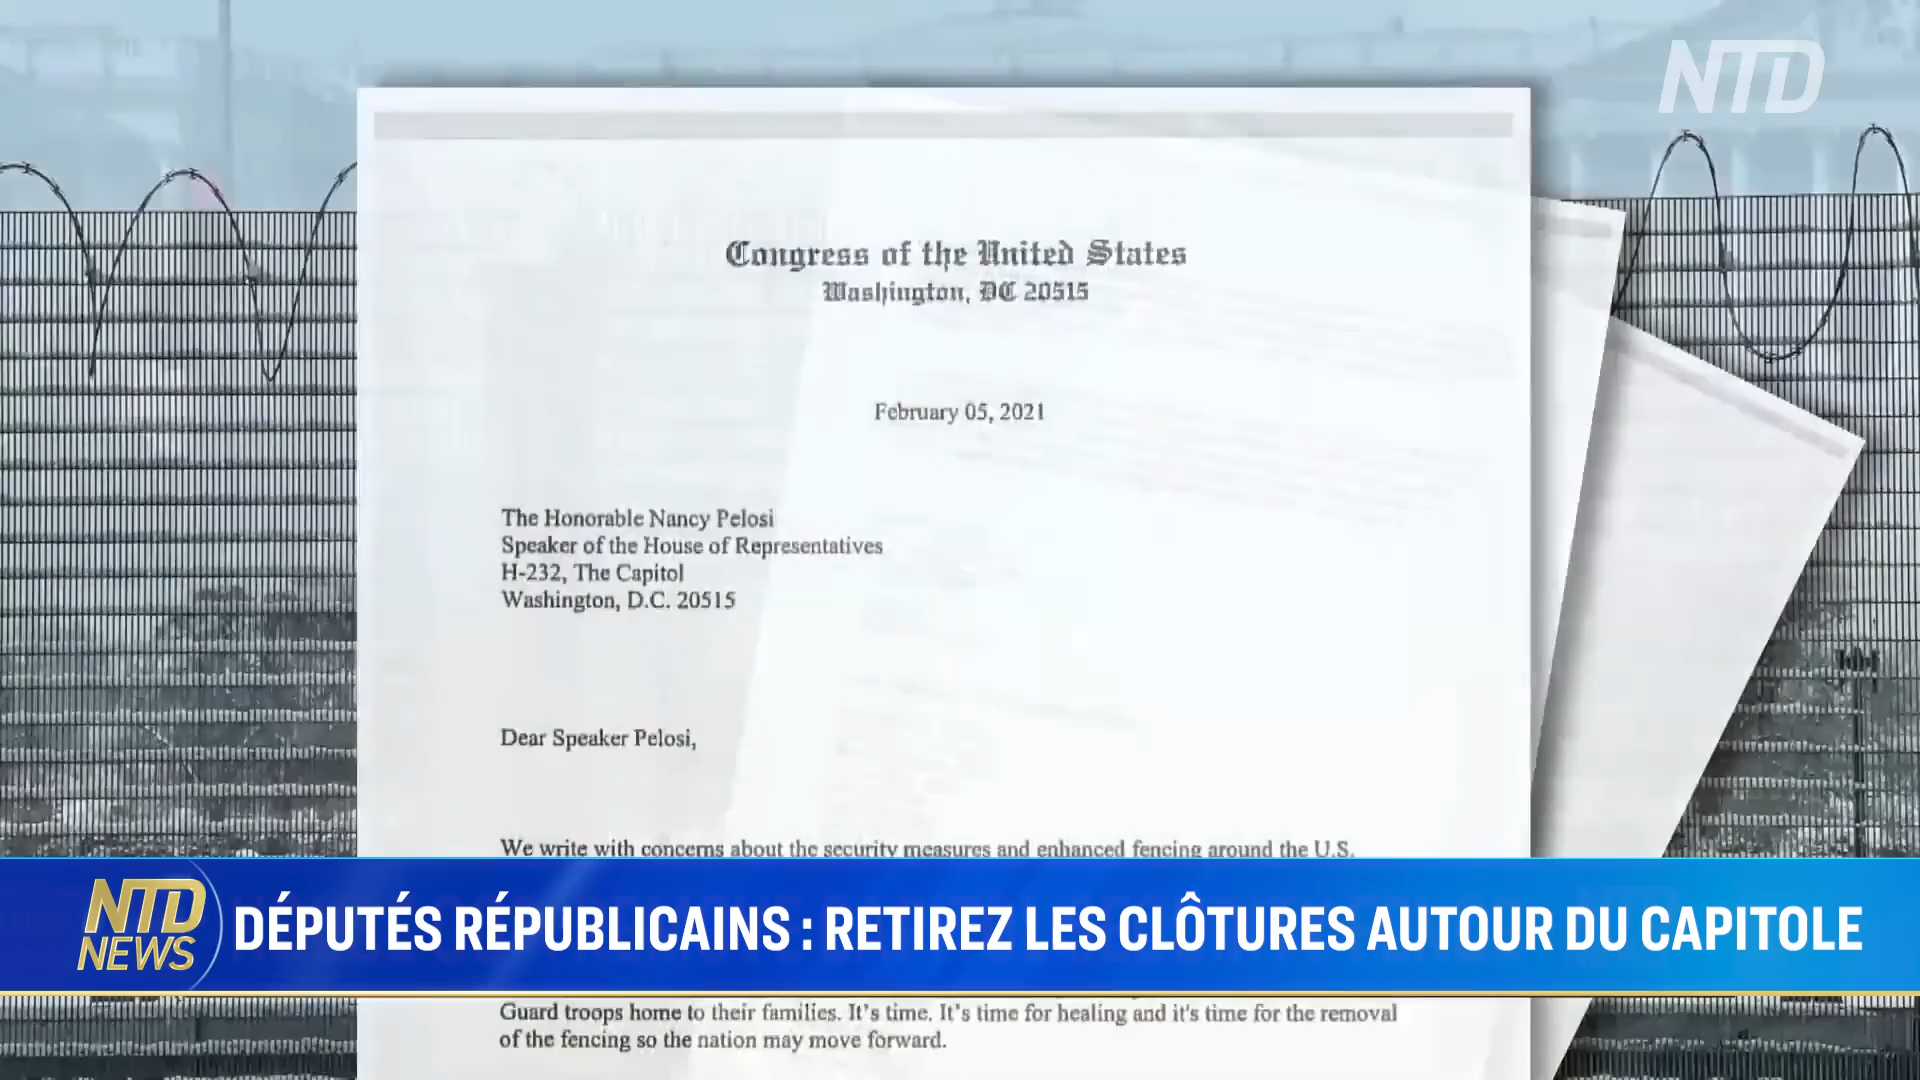 NTD
Congress of the United States
Washington, DC 20515
February 05, 2021
The Honorable Nancy Pelosi
Speaker of the House of Representatives
H-232, The Capitol
Washington, D.C. 20515
Dear Speaker Pelosi,
We write with concerns about the security measures and enhanced fencing around the U.S.
NTD
NEWS
DÉPUTÉS RÉPUBLICAINS : RETIREZ LES CLÔTURES AUTOUR DU CAPITOLE
Guard troops home to their families. It's time. It's time for healing and it's time for the removal
of the fencing so the nation may move forward.